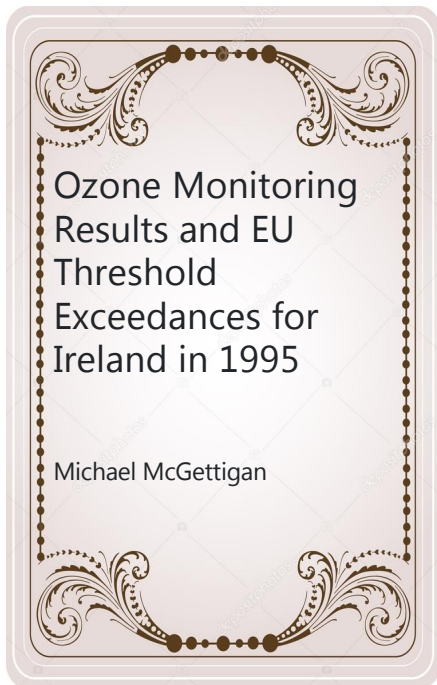 Ozone Monitoring
Results and EU
Threshold
Exceedances for
Ireland in 1995
Michael McGettigan